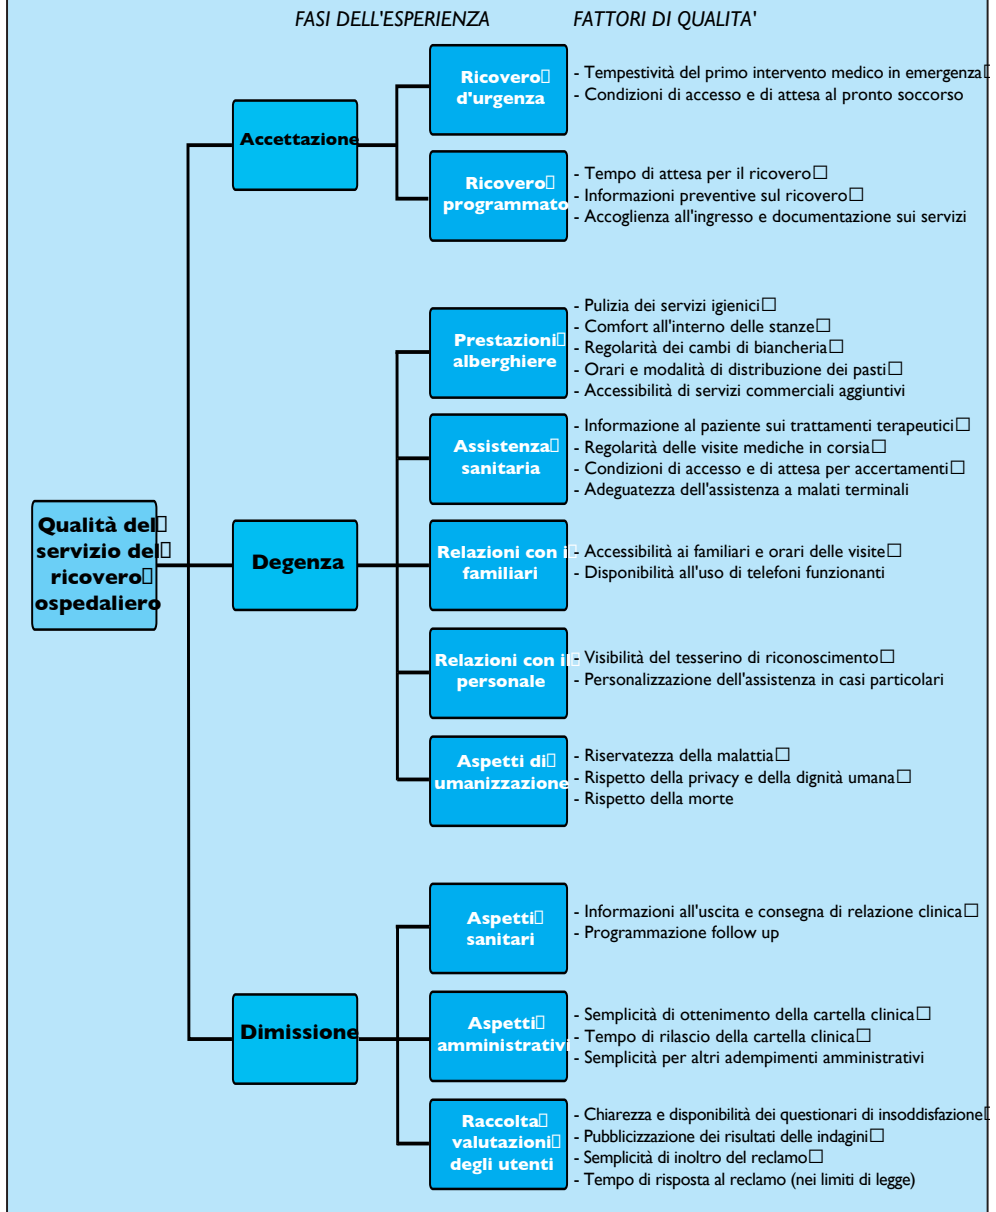 FASI DELL'ESPERIENZA
FATTORI DI QUALITA'
Ricovero
d'urgenza
- Tempestività del primo intervento medico in emergenza
- Condizioni di accesso e di attesa al pronto soccorso
Accettazione
Ricovero
programmato
- Tempo di attesa per il ricovero
- Informazioni preventive sul ricovero
- Accoglienza all'ingresso e documentazione sui servizi
Prestazioni
alberghiere
- Pulizia dei servizi igienici
- Comfort all'interno delle stanze
- Regolarità dei cambi di biancheria
- Orari e modalità di distribuzione dei pasti
- Accessibilità di servizi commerciali aggiuntivi
Assistenza
sanitaria
- Informazione al paziente sui trattamenti terapeutici
- Regolarità delle visite mediche in corsia
- Condizioni di accesso e di attesa per accertamenti
- Adeguatezza dell'assistenza a malati terminali
Qualità del
servizio del
ricovero
ospedaliero
Degenza
Relazioni con i
familiari
- Accessibilità ai familiari e orari delle visite
- Disponibilità all'uso di telefoni funzionanti
Relazioni con il
personale
- Visibilità del tesserino di riconoscimento
- Personalizzazione dell'assistenza in casi particolari
Aspetti di
umanizzazione
- Riservatezza della malattia
- Rispetto della privacy e della dignità umana
- Rispetto della morte
Aspetti
sanitari
- Informazioni all'uscita e consegna di relazione clinica
- Programmazione follow up
Dimissione
Aspetti
amministrativi
- Semplicità di ottenimento della cartella clinica
- Tempo di rilascio della cartella clinica
- Semplicità per altri adempimenti amministrativi
Raccolta
valutazioni
degli utenti
- Chiarezza e disponibilità dei questionari di insoddisfazione
- Pubblicizzazione dei risultati delle indagini
- Semplicità di inoltro del reclamo
- Tempo di risposta al reclamo (nei limiti di legge)